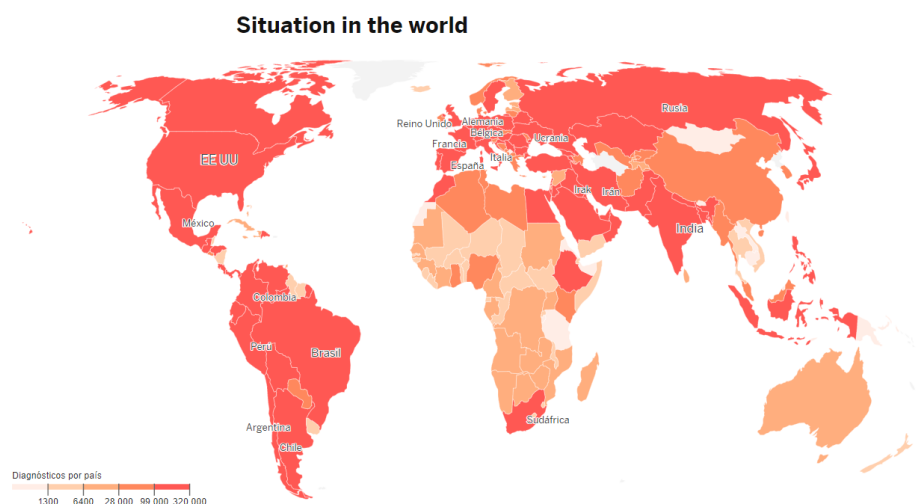 Situation in the world
Rusia
Reino Unido
Alemania
Bélgica
Ucrania
Francia
Italia
España
EE UU
Irak
Irán
México
India
Colombia
Perú
Brasil
Sudáfrica
Argentina
Chile
Diagnósticos por país
1300 6400 28 000 99 000 320 000